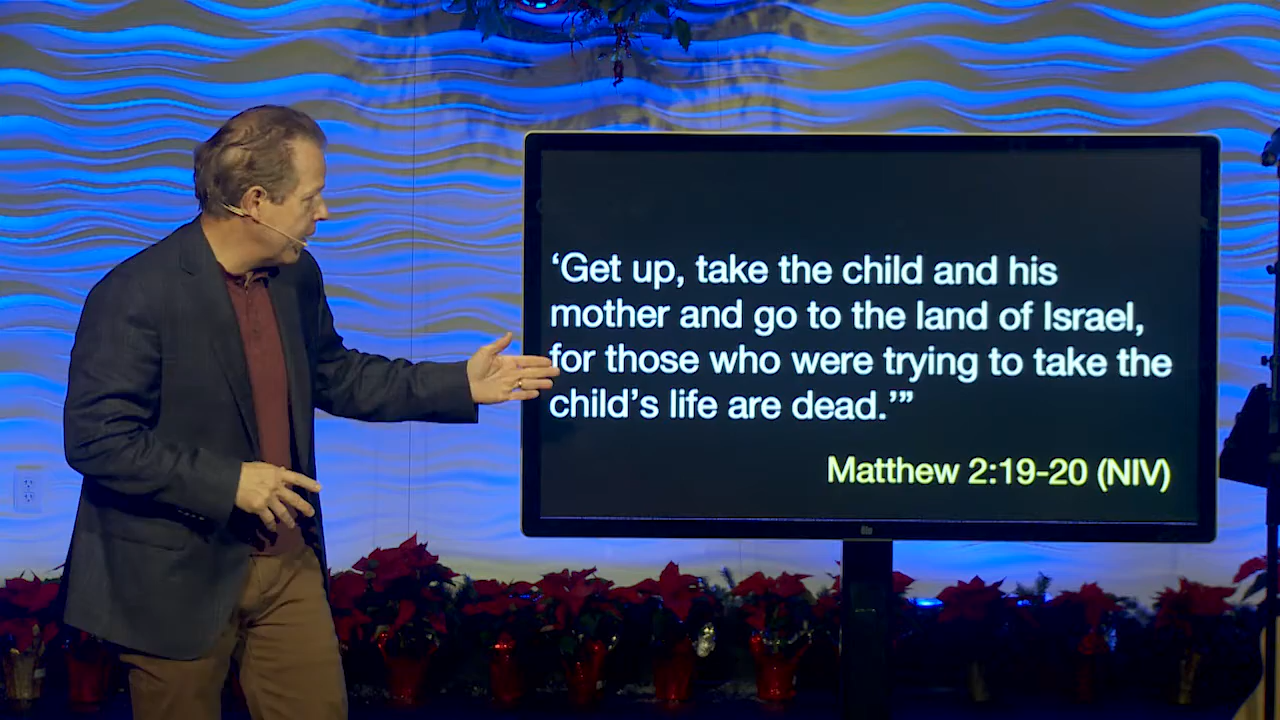 ‘Get up, take the child and his
mother and go to the land of Israel,
for those who were trying to take the
child’s life are dead.’”
Matthew 2:19-20 (NIV)